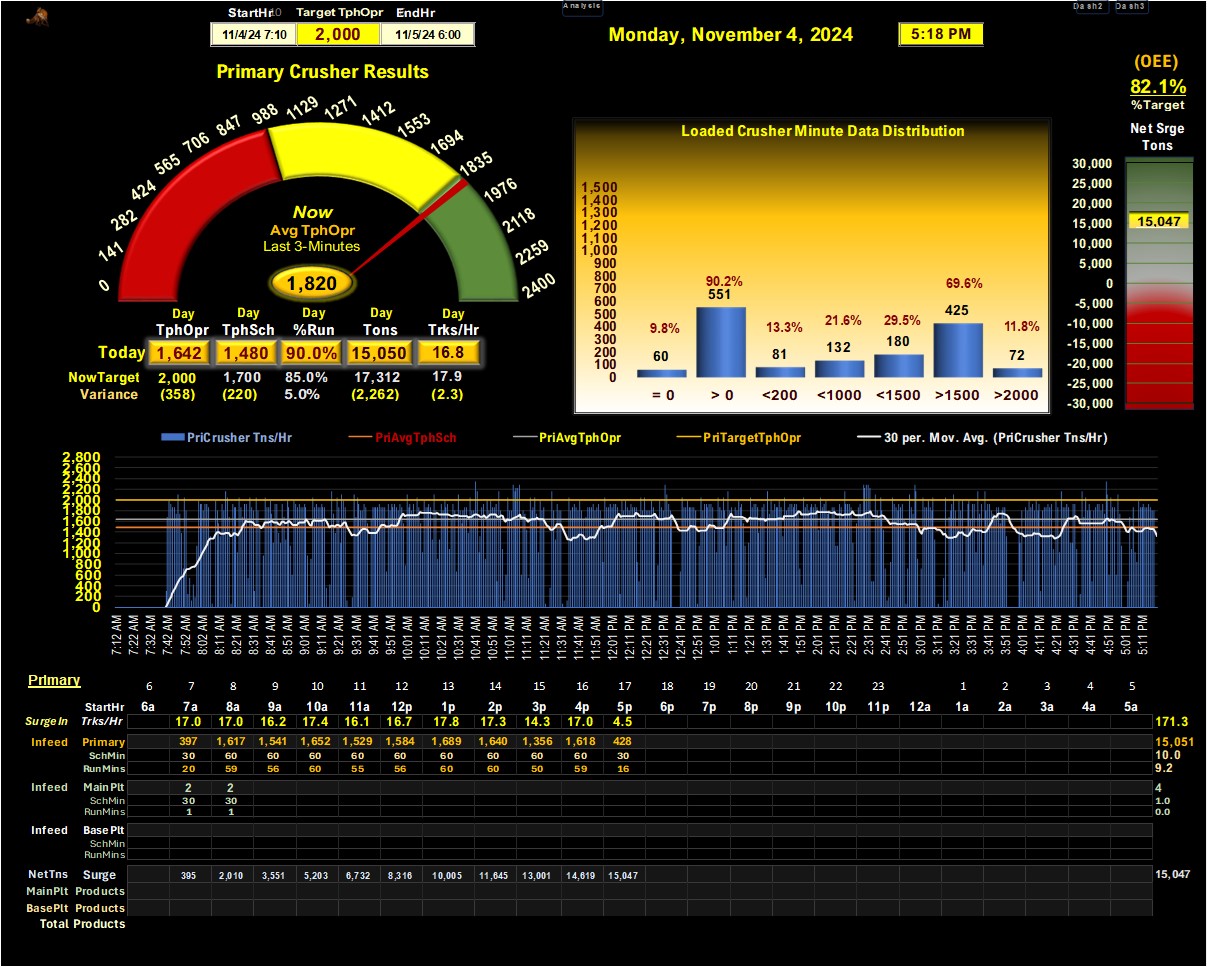 StartHr Target TphOpr EndHr
11/4/24 7:10 2,000 11/5/24 6:00
Analysis
Dash2 Dash3
Monday, November 4, 2024 5:18 PM
Primary Crusher Results
0 141 282 424 565 706 847 988 1129 1271 1412 1553 1694 1835 1976 2118 2259 2400
Now
Avg TphOpr
Last 3-Minutes
1,820
Day Day Day Day Day
TphOpr TphSch %Run Tons Trks/Hr
Today 1,642 1,480 90.0% 15,050 16.8
NowTarget 2,000 1,700 85.0% 17,312 17.9
Variance (358) (220) 5.0% (2,262) (2.3)
Loaded Crusher Minute Data Distribution
1,500
1,400
1,300
1,200
1,100
1,000
900
800
700
600
500
400
300
200
100
0
9.8% 90.2% 13.3% 21.6% 29.5% 69.6% 11.8%
60 551 81 132 180 425 72
= 0 > 0 <200 <1000 <1500 >1500 >2000
(OEE)
82.1%
%Target
Net Srge
Tons
30,000
25,000
20,000
15,000
10,000
5,000
0
-5,000
-10,000
-15,000
-20,000
-25,000
-30,000
15,047
PriCrusher Tns/Hr PriAvgTphSch PriAvgTphOpr PriTargetTphOpr 30 per. Mov. Avg. (PriCrusher Tns/Hr)
2,800
2,600
2,400
2,200
2,000
1,800
1,600
1,400
1,200
1,000
800
600
400
200
0
7:12 AM 7:22 AM 7:32 AM 7:42 AM 7:52 AM 8:02 AM 8:11 AM 8:21 AM 8:31 AM 8:41 AM 8:51 AM 9:01 AM 9:11 AM 9:21 AM 9:31 AM 9:41 AM 9:51 AM 10:01 AM 10:11 AM 10:21 AM 10:31 AM 10:41 AM 10:51 AM 11:01 AM 11:11 AM 11:21 AM 11:31 AM 11:41 AM 11:51 AM 12:01 PM 12:12 PM 12:21 PM 12:31 PM 12:41 PM 12:51 PM 1:01 PM 1:11 PM 1:21 PM 1:31 PM 1:41 PM 1:51 PM 2:01 PM 2:11 PM 2:21 PM 2:31 PM 2:41 PM 2:51 PM 3:01 PM 3:11 PM 3:21 PM 3:31 PM 3:41 PM 3:51 PM 4:01 PM 4:11 PM 4:21 PM 4:31 PM 4:41 PM 4:51 PM 5:01 PM 5:11 PM
Primary 6 7 8 9 10 11 12 13 14 15 16 17 18 19 20 21 22 23 1 2 3 4 5
StartHr 6a 7a 8a 9a 10a 11a 12p 1p 2p 3p 4p 5p 6p 7p 8p 9p 10p 11p 12a 1a 2a 3a 4a 5a
SurgeIn Trks/Hr 17.0 17.0 16.2 17.4 16.1 16.7 17.8 17.3 14.3 17.0 4.5 171.3
Infeed Primary 397 1,617 1,541 1,652 1,529 1,584 1,689 1,640 1,356 1,618 428 15,051
SchMin 30 60 60 60 60 60 60 60 60 60 30 10.0
RunMins 20 59 56 60 55 56 60 60 50 59 16 9.2
Infeed MainPlt 2 2 4
SchMin 30 30 1.0
RunMins 1 1 0.0
Infeed BasePlt
SchMin
RunMins
NetTns Surge 395 2,010 3,551 5,203 6,732 8,316 10,005 11,645 13,001 14,619 15,047 15,047
MainPlt Products
BasePlt Products
Total Products